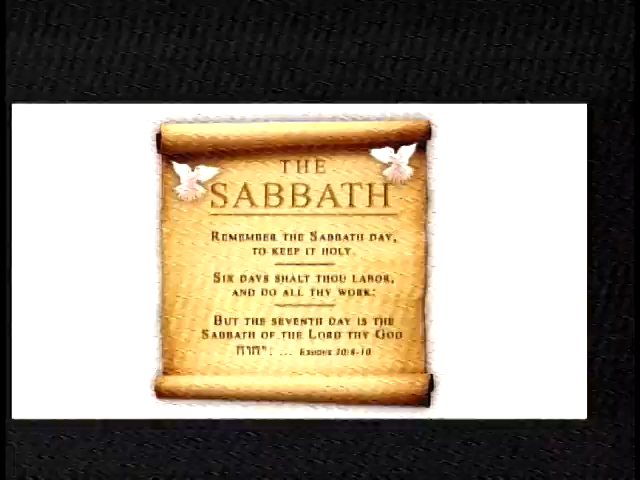 THE
SABBATH
REMEMBER THE SABBATH DAY,
TO KEEP IT HOLY.
SIX DAYS SHALT THOU LABOR,
AND DO ALL THY WORK:
BUT THE SEVENTH DAY IS THE
SABBATH OF THE LORD THY GOD
... EXODUS 20:8-10